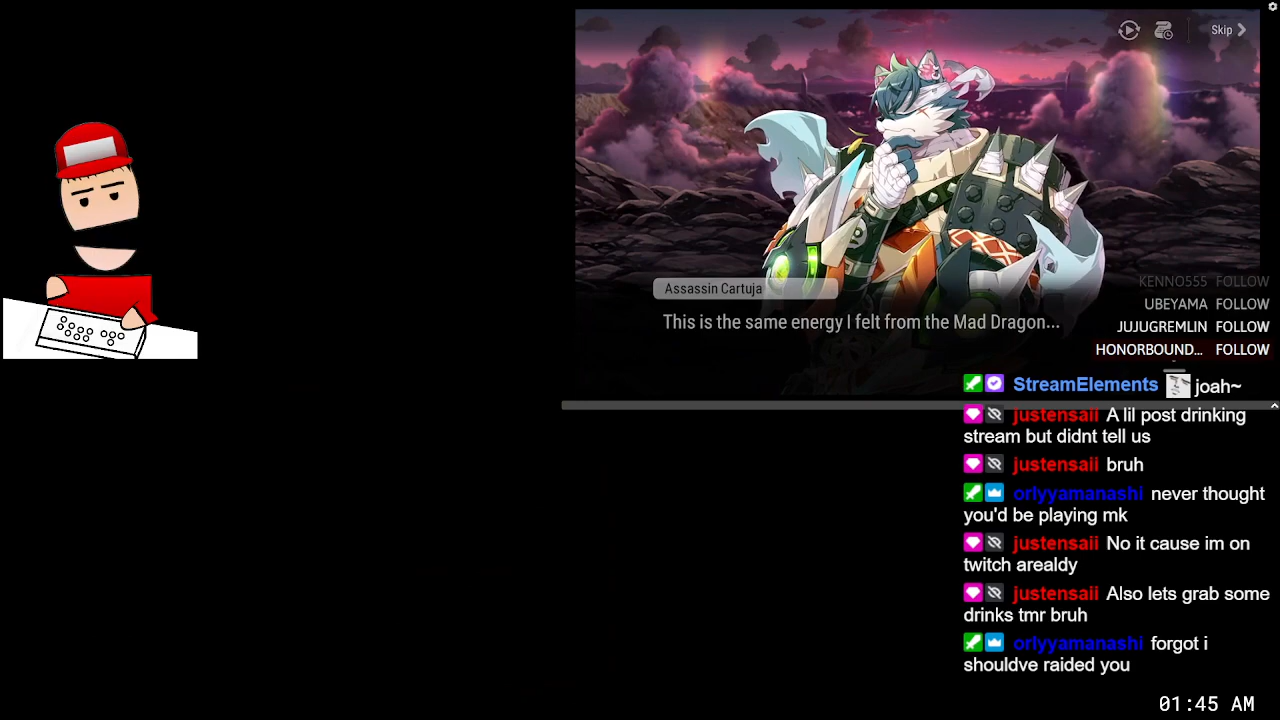 Skip
Assassin Cartuja
This is the same energy I felt from the Mad Dragon...
KENNO555 FOLLOW
UBEYAMA FOLLOW
JUJUGREMLIN FOLLOW
HONORBOUND... FOLLOW
StreamElements joah~
justensaii A lil post drinking
stream but didnt tell us
justensaii bruh
orlyyamanashi never thought
you'd be playing mk
justensaii No it cause im on
twitch arealdy
justensaii Also lets grab some
drinks tmr bruh
orlyyamanashi forgot i
shouldve raided you
01:45 AM